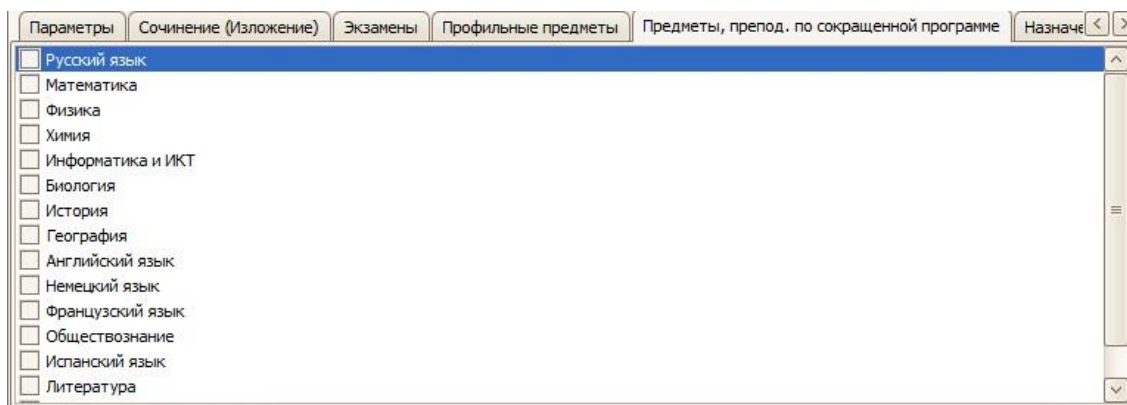 Параметры Сочинение (Изложение) Экзамены Профильные предметы Предметы, препод. по сокращенной программе Назначе
Русский язык
Математика
Физика
Химия
Информатика и ИКТ
Биология
История
География
Английский язык
Немецкий язык
Французский язык
Обществознание
Испанский язык
Литература